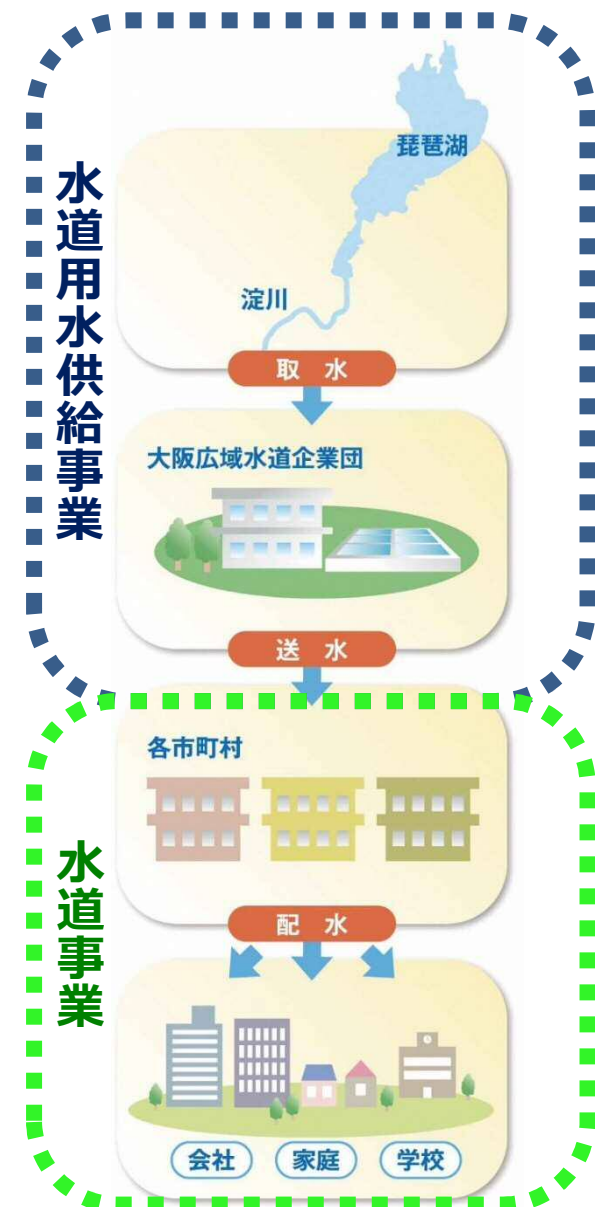 水道用水供給事業
琵琶湖
淀川
取 水
大阪広域水道企業団
送 水
水道事業
各市町村
配 水
会社
家庭
学校